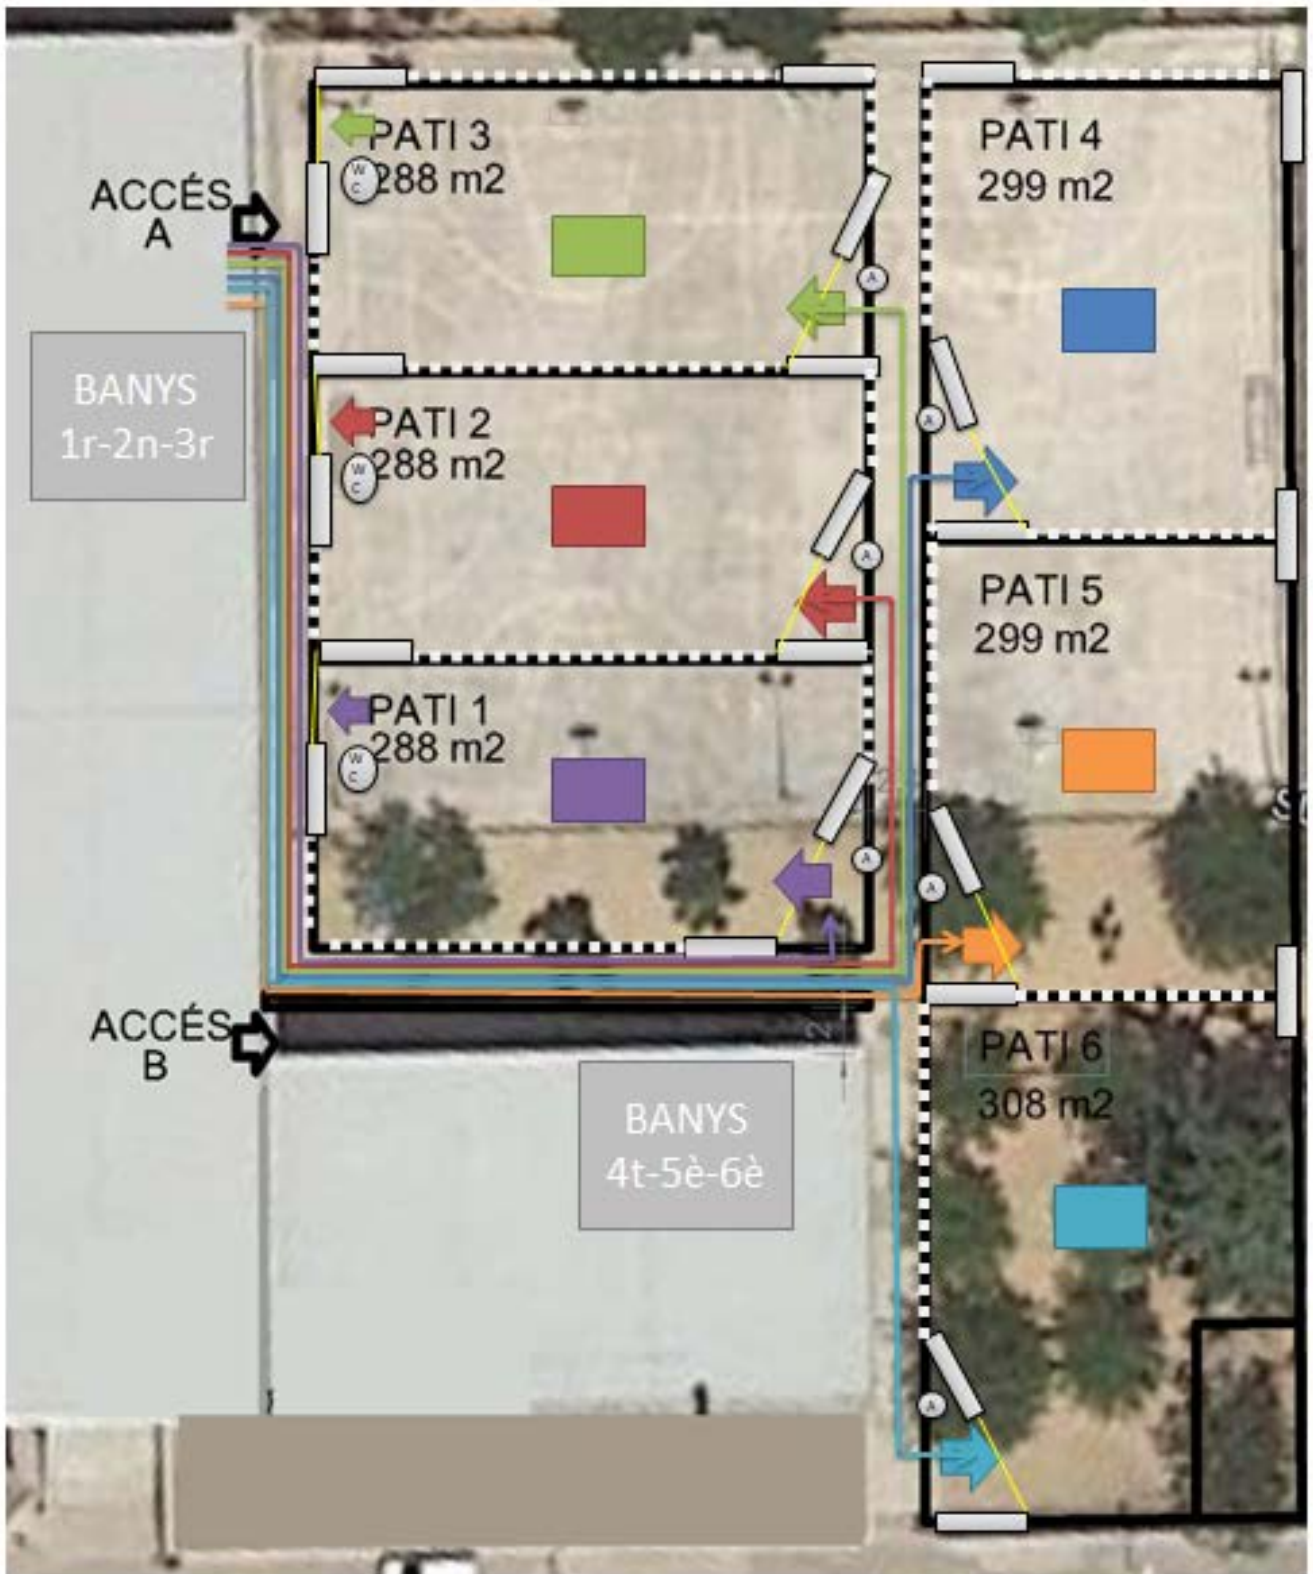 PATI 3
288 m2
PATI 4
299 m2
ACCÉS
A
W
C
A
BANYS
1r-2n-3r
PATI 2
288 m2
W
C
A
A
PATI 5
299 m2
PATI 1
288 m2
W
C
A
A
PATI 6
308 m2
ACCÉS
B
BANYS
4t-5è-6è
A